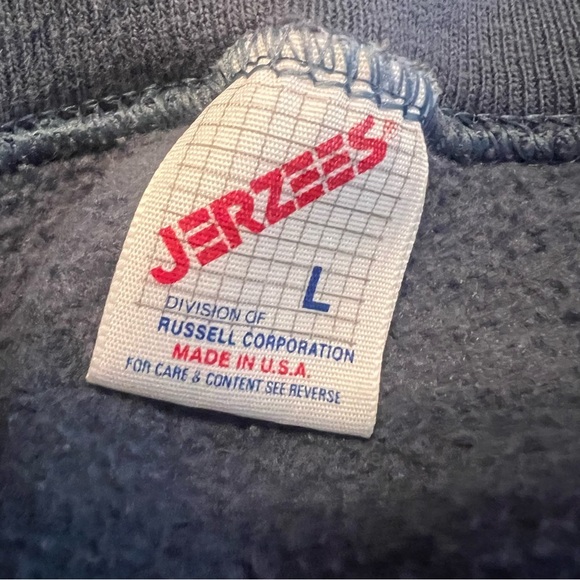 JERZEES
L
DIVISION OF
RUSSELL CORPORATION
MADE IN U.S.A.
FOR CARE & CONTENT SEE REVERSE